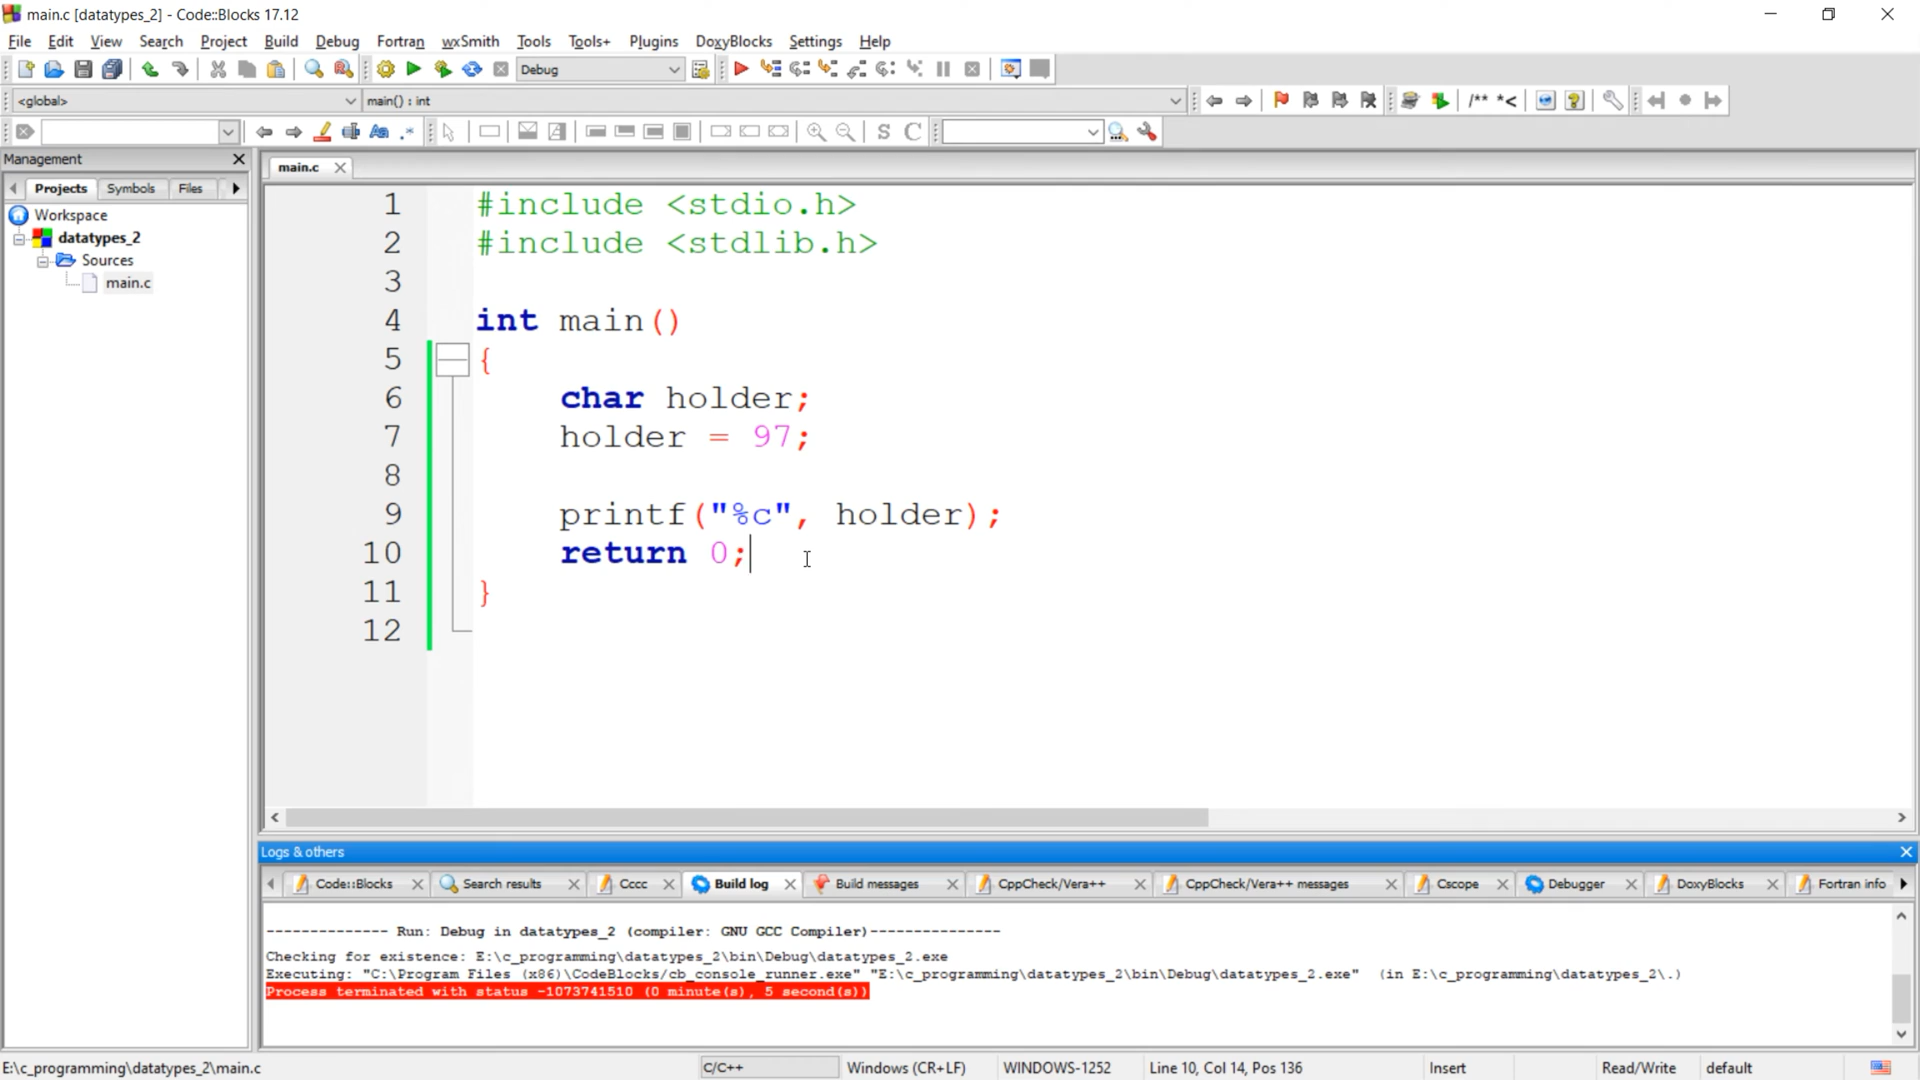 main.c [datatypes_2] - Code::Blocks 17.12
File Edit View Search Project Build Debug Fortran wxSmith Tools Tools+ Plugins DoxyBlocks Settings Help
Debug
<global> main() : int /** *<
Aa .* S C
Management
main.c
Projects Symbols Files
Workspace
datatypes_2
Sources
main.c
1 #include <stdio.h>
2 #include <stdlib.h>
3
4 int main()
5 {
6 char holder;
7 holder = 97;
8
9 printf("%c", holder);
10 return 0;
11 }
12
Logs & others
Code::Blocks Search results Cccc Build log Build messages CppCheck/Vera++ CppCheck/Vera++ messages Cscope Debugger DoxyBlocks Fortran info
-------------- Run: Debug in datatypes_2 (compiler: GNU GCC Compiler)---------------
Checking for existence: E:\c_programming\datatypes_2\bin\Debug\datatypes_2.exe
Executing: "C:\Program Files (x86)\CodeBlocks/cb_console_runner.exe" "E:\c_programming\datatypes_2\bin\Debug\datatypes_2.exe" (in E:\c_programming\datatypes_2\.)
Process terminated with status -1073741510 (0 minute(s), 5 second(s))
E:\c_programming\datatypes_2\main.c C/C++ Windows (CR+LF) WINDOWS-1252 Line 10, Col 14, Pos 136 Insert Read/Write default